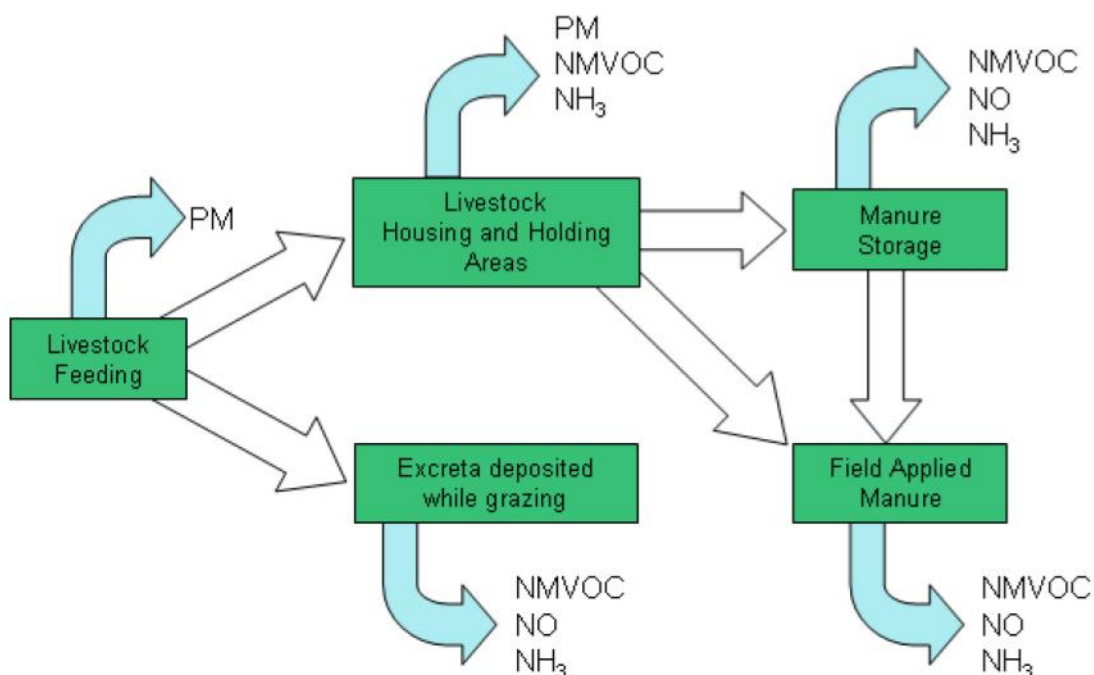 PM
NMVOC
NH₃
NMVOC
NO
NH₃
PM
Livestock
Housing and Holding
Areas
Manure
Storage
Livestock
Feeding
Excreta deposited
while grazing
Field Applied
Manure
NMVOC
NO
NH₃
NMVOC
NO
NH₃